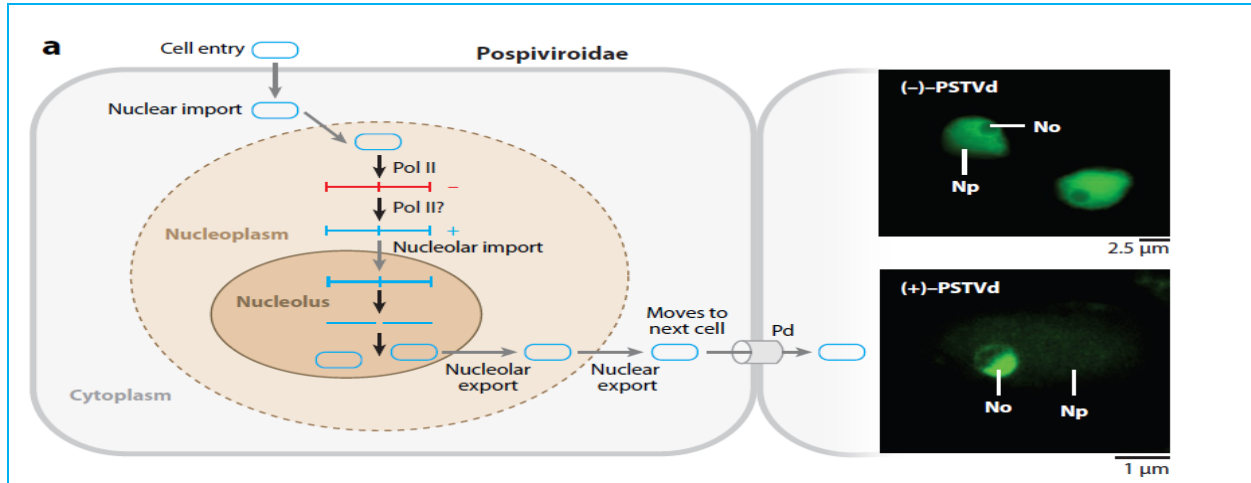 a
Cell entry
Pospiviroidae
Nuclear import
Pol II
−
Pol II?
+
Nucleoplasm
Nucleolar import
Nucleolus
Moves to
next cell
Pd
Nucleolar
export
Nuclear
export
Cytoplasm
(–)–PSTVd
No
Np
2.5 µm
(+)–PSTVd
No
Np
1 µm